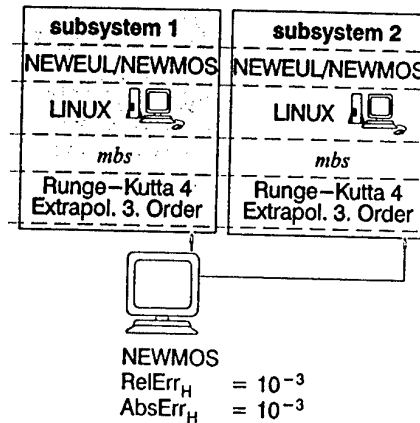 subsystem 1
NEWEUL/NEWMOS
LINUX
mbs
Runge-Kutta 4
Extrapol. 3. Order
subsystem 2
NEWEUL/NEWMOS
LINUX
mbs
Runge-Kutta 4
Extrapol. 3. Order
NEWMOS
RelErr_H = 10^-3
AbsErr_H = 10^-3